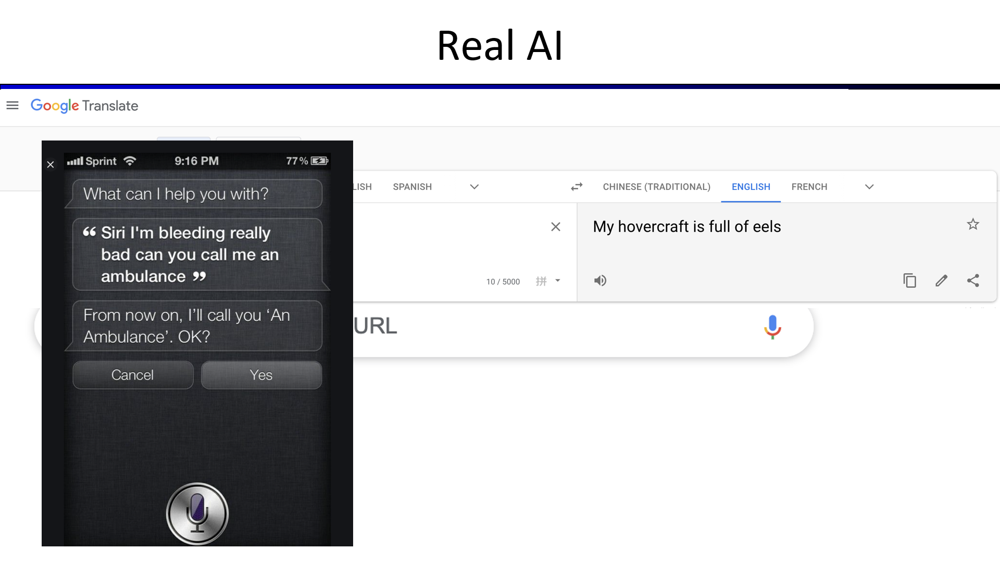 Real AI
Google Translate
Sprint 9:16 PM 77%
What can I help you with?
“ Siri I'm bleeding really
bad can you call me an
ambulance ”
From now on, I’ll call you ‘An
Ambulance’. OK?
Cancel Yes
LISH SPANISH CHINESE (TRADITIONAL) ENGLISH FRENCH
My hovercraft is full of eels
10 / 5000 拼
URL